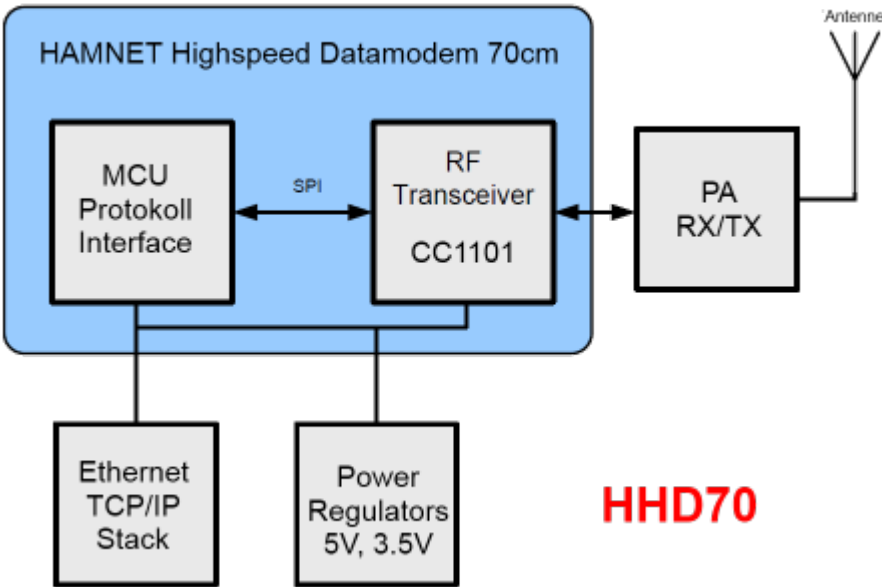 'Antenne
HAMNET Highspeed Datamodem 70cm
MCU
Protokoll
Interface
SPI
RF
Transceiver
CC1101
PA
RX/TX
Ethernet
TCP/IP
Stack
Power
Regulators
5V, 3.5V
HHD70